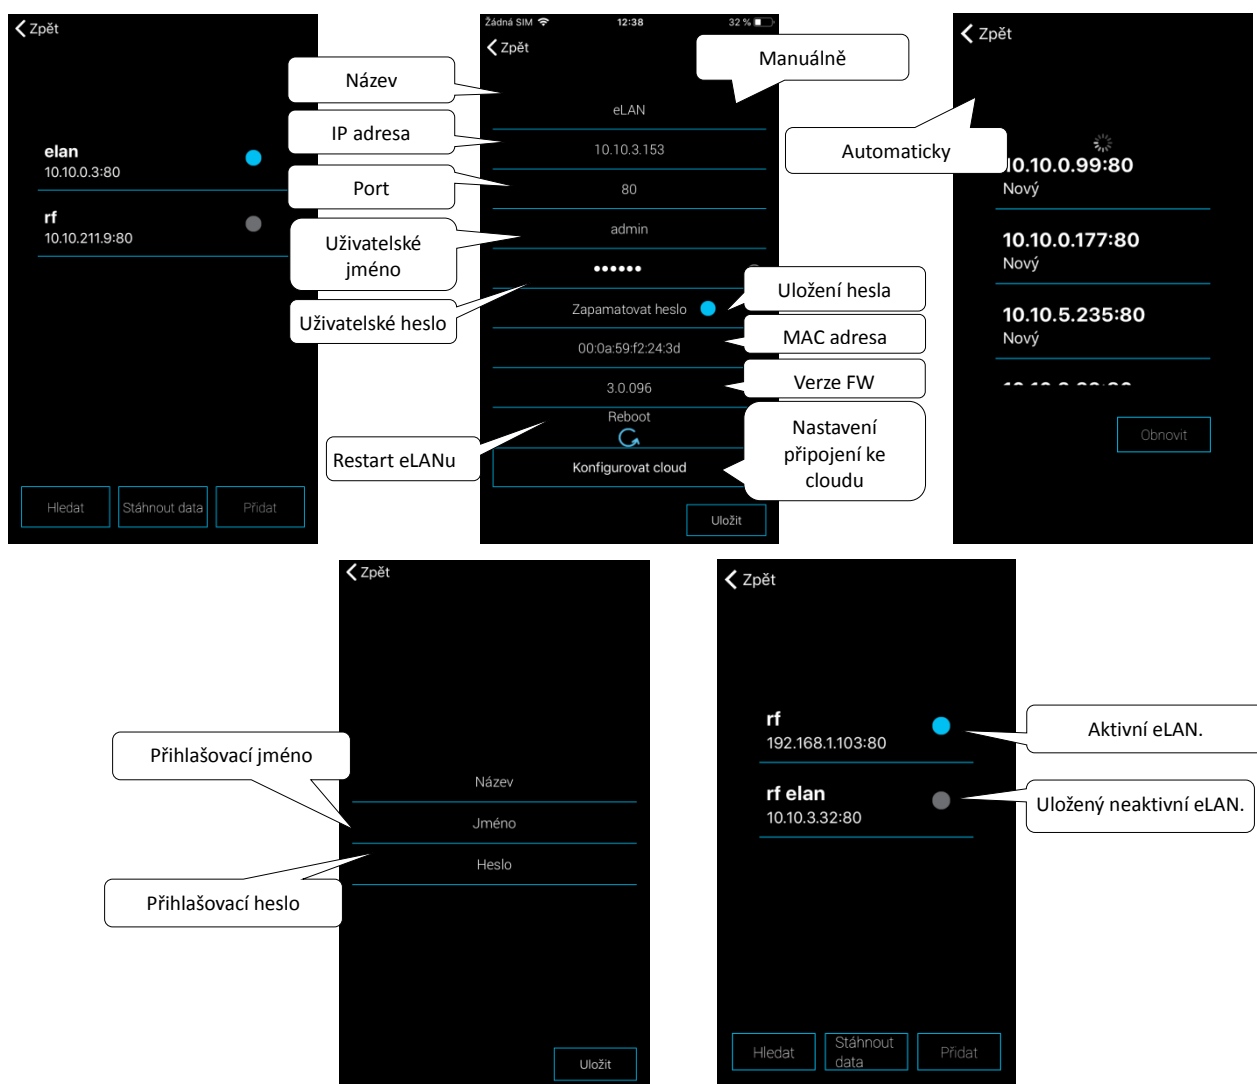 Zpět
elan
10.10.0.3:80
rf
10.10.211.9:80
Hledat
Stáhnout data
Přidat
Název
IP adresa
Port
Uživatelské
jméno
Uživatelské heslo
Restart eLANu
Žádná SIM
12:38
32 %
Zpět
eLAN
10.10.3.153
80
admin
••••••
Zapamatovat heslo
00:0a:59:f2:24:3d
3.0.096
Reboot
Konfigurovat cloud
Uložit
Manuálně
Uložení hesla
MAC adresa
Verze FW
Nastavení
připojení ke
cloudu
Automaticky
Zpět
10.10.0.99:80
Nový
10.10.0.177:80
Nový
10.10.5.235:80
Nový
Obnovit
Zpět
Přihlašovací jméno
Přihlašovací heslo
Název
Jméno
Heslo
Uložit
Zpět
rf
192.168.1.103:80
rf elan
10.10.3.32:80
Aktivní eLAN.
Uložený neaktivní eLAN.
Hledat
Stáhnout
data
Přidat